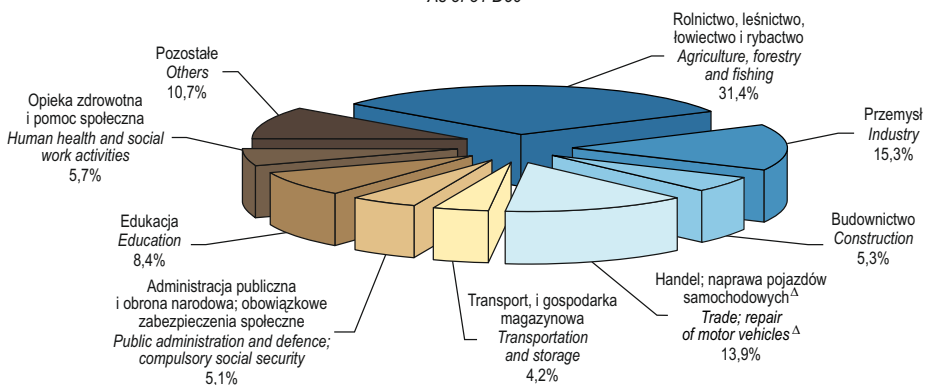 Rolnictwo, leśnictwo,
łowiectwo i rybactwo
Agriculture, forestry
and fishing
31,4%
Przemysł
Industry
15,3%
Budownictwo
Construction
5,3%
Handel; naprawa pojazdów
samochodowych Δ
Trade; repair
of motor vehicles Δ
13,9%
Transport, i gospodarka
magazynowa
Transportation
and storage
4,2%
Administracja publiczna
i obrona narodowa; obowiązkowe
zabezpieczenia społeczne
Public administration and defence;
compulsory social security
5,1%
Edukacja
Education
8,4%
Opieka zdrowotna
i pomoc społeczna
Human health and social
work activities
5,7%
Pozostałe
Others
10,7%